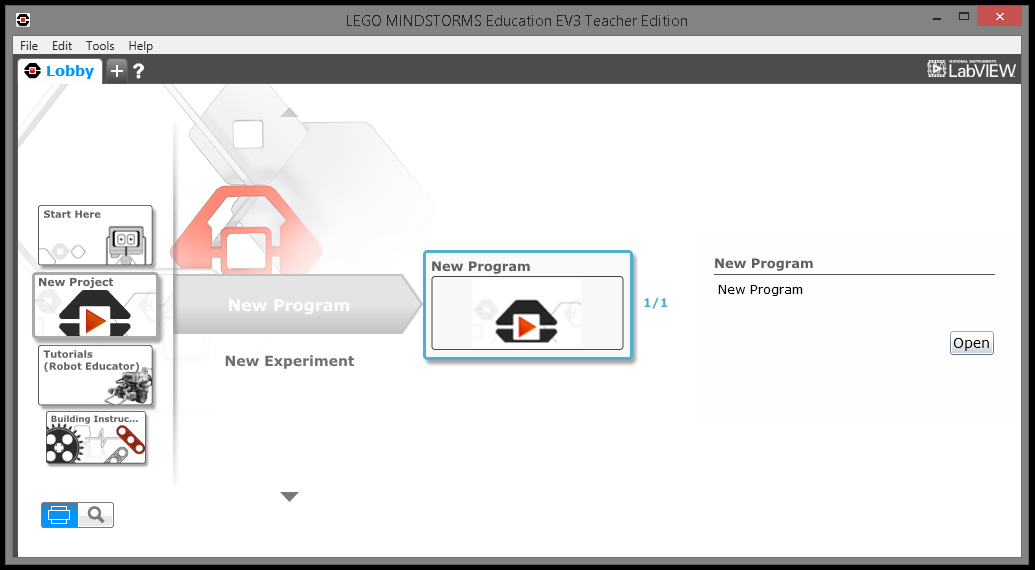 LEGO MINDSTORMS Education EV3 Teacher Edition
File Edit Tools Help
Lobby + ?
NATIONAL INSTRUMENTS
LabVIEW
Start Here
New Project
Tutorials
(Robot Educator)
Building Instruc...
New Program
New Experiment
New Program
1/1
New Program
New Program
Open